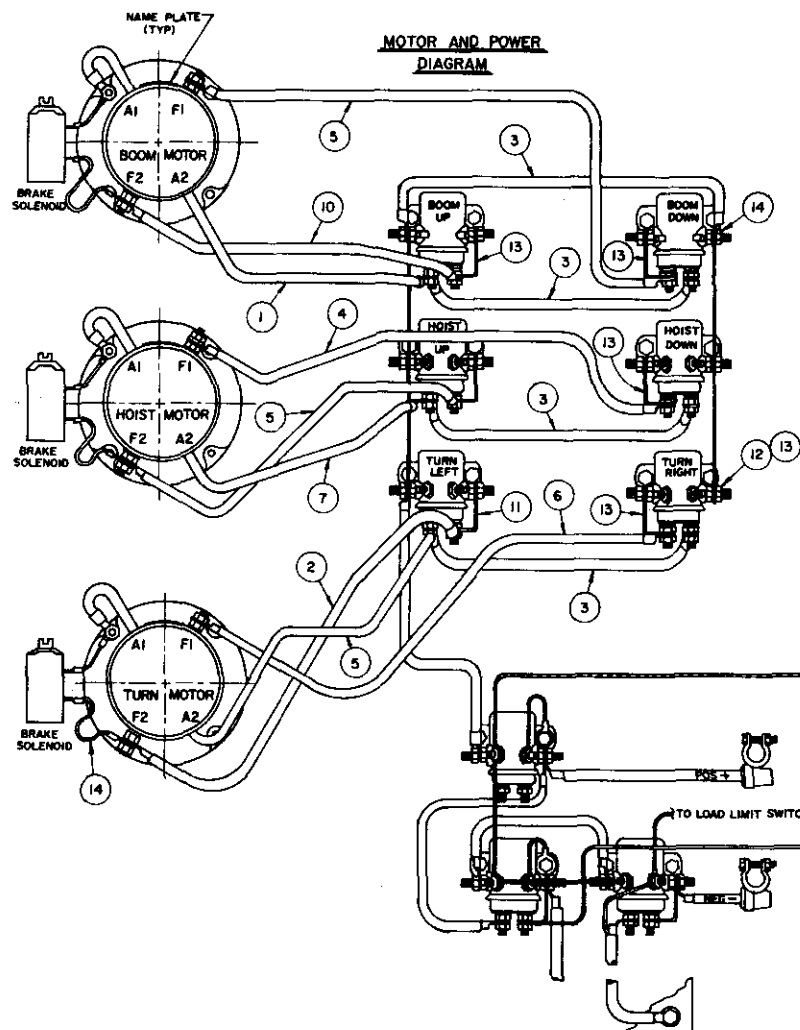 NAME PLATE
(TYP)
MOTOR AND POWER
DIAGRAM
A1 F1
BOOM MOTOR
F2 A2
BRAKE
SOLENOID
5
3
BOOM
UP
BOOM
DOWN
14
10
13
13
1
3
4
HOIST
UP
HOIST
DOWN
13
A1 F1
HOIST MOTOR
F2 A2
BRAKE
SOLENOID
5
3
7
TURN
LEFT
TURN
RIGHT
12 13
11
6
13
2
3
5
A1 F1
TURN MOTOR
F2 A2
BRAKE
SOLENOID
14
POS +
TO LOAD LIMIT SWITC
NEG -